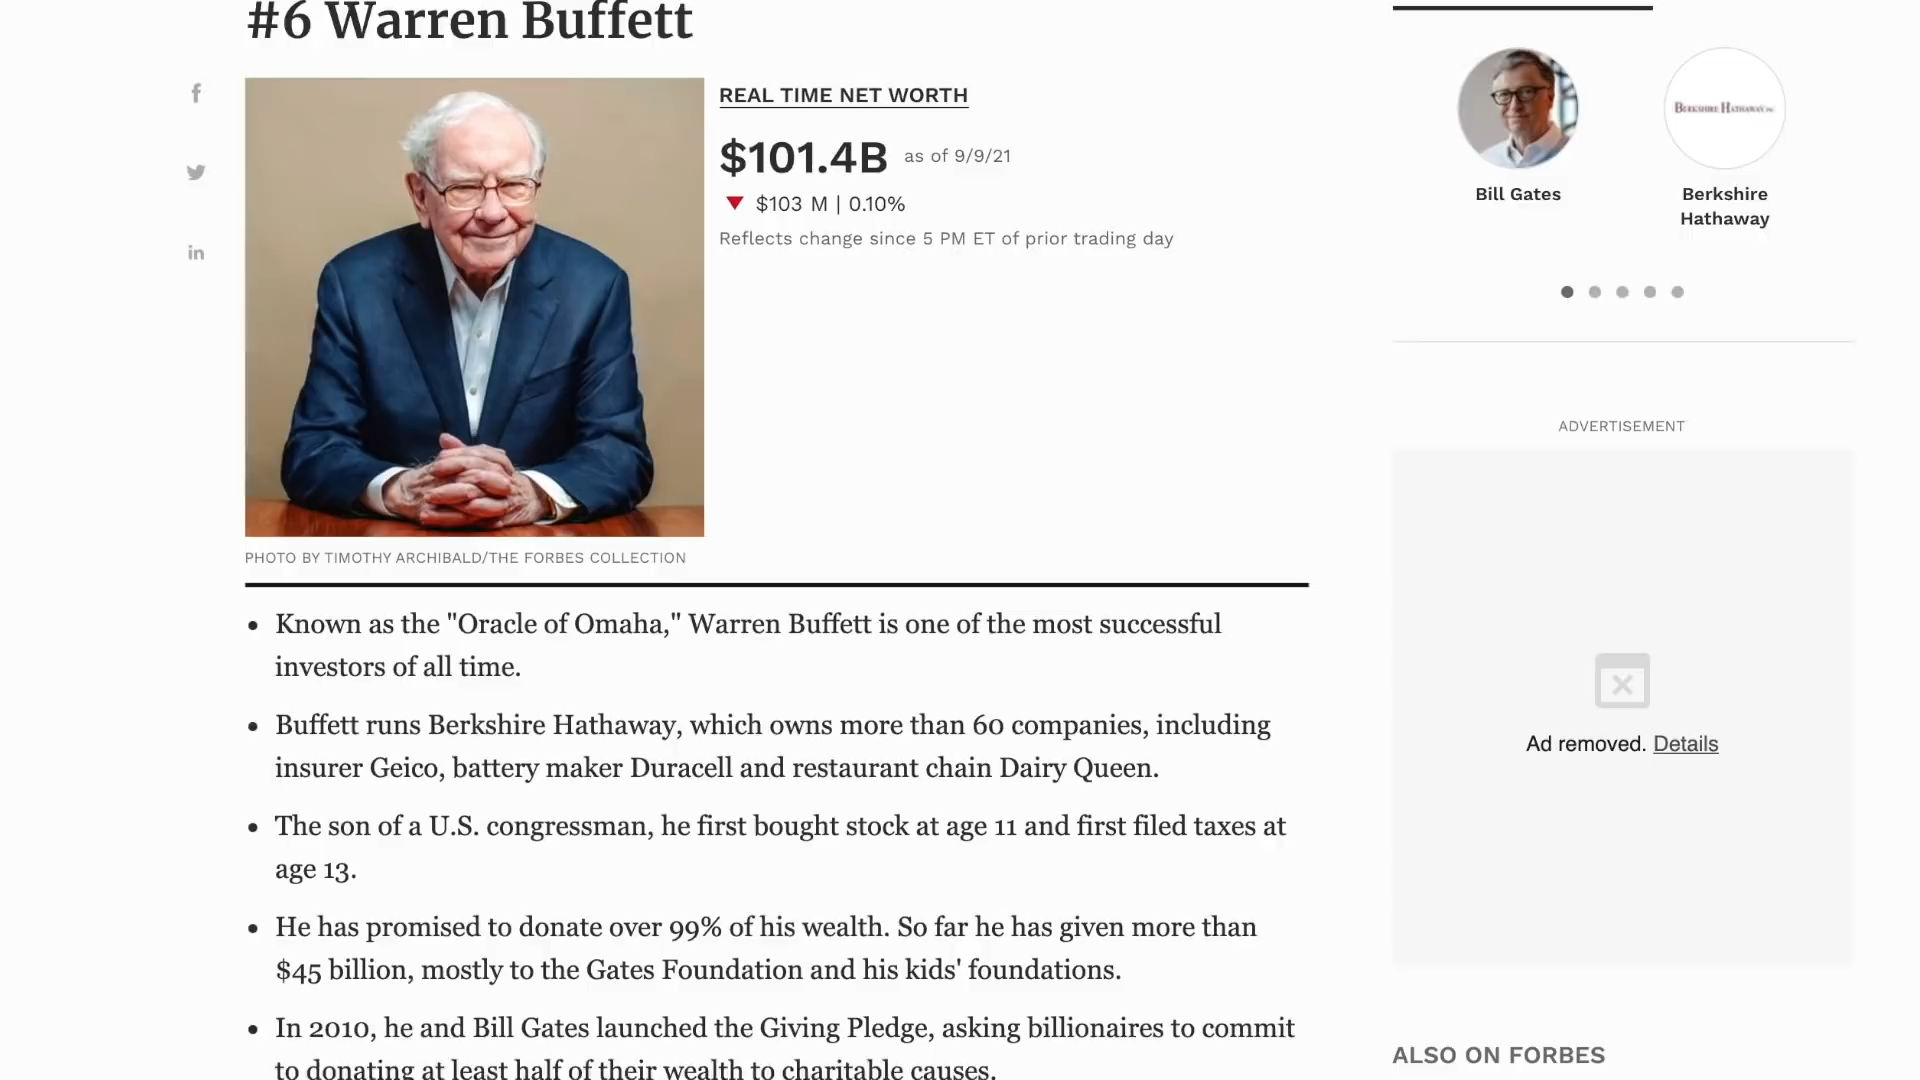 #6 Warren Buffett
REAL TIME NET WORTH
$101.4B as of 9/9/21
$103 M | 0.10%
Reflects change since 5 PM ET of prior trading day
PHOTO BY TIMOTHY ARCHIBALD/THE FORBES COLLECTION
• Known as the "Oracle of Omaha," Warren Buffett is one of the most successful
investors of all time.
• Buffett runs Berkshire Hathaway, which owns more than 60 companies, including
insurer Geico, battery maker Duracell and restaurant chain Dairy Queen.
• The son of a U.S. congressman, he first bought stock at age 11 and first filed taxes at
age 13.
• He has promised to donate over 99% of his wealth. So far he has given more than
$45 billion, mostly to the Gates Foundation and his kids' foundations.
• In 2010, he and Bill Gates launched the Giving Pledge, asking billionaires to commit
to donating at least half of their wealth to charitable causes.
BERKSHIRE HATHAWAY INC.
Bill Gates
Berkshire
Hathaway
ADVERTISEMENT
Ad removed. Details
ALSO ON FORBES